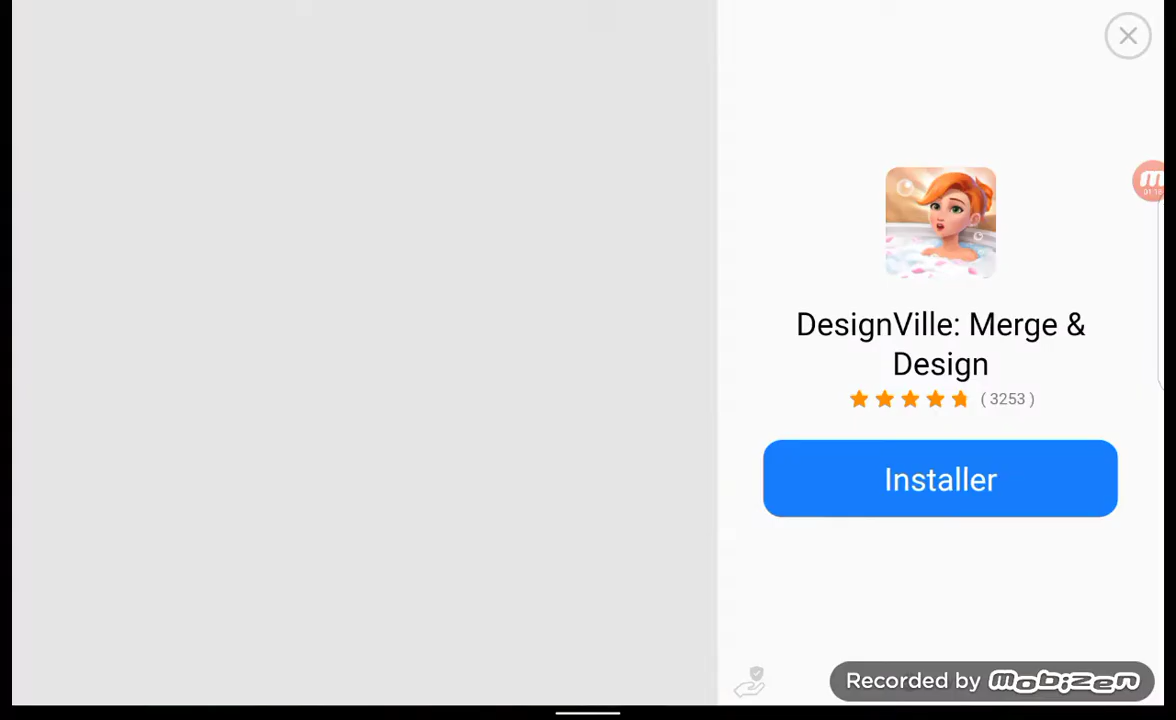 DesignVille: Merge &
Design
( 3253 )
Installer
Recorded by mobizen